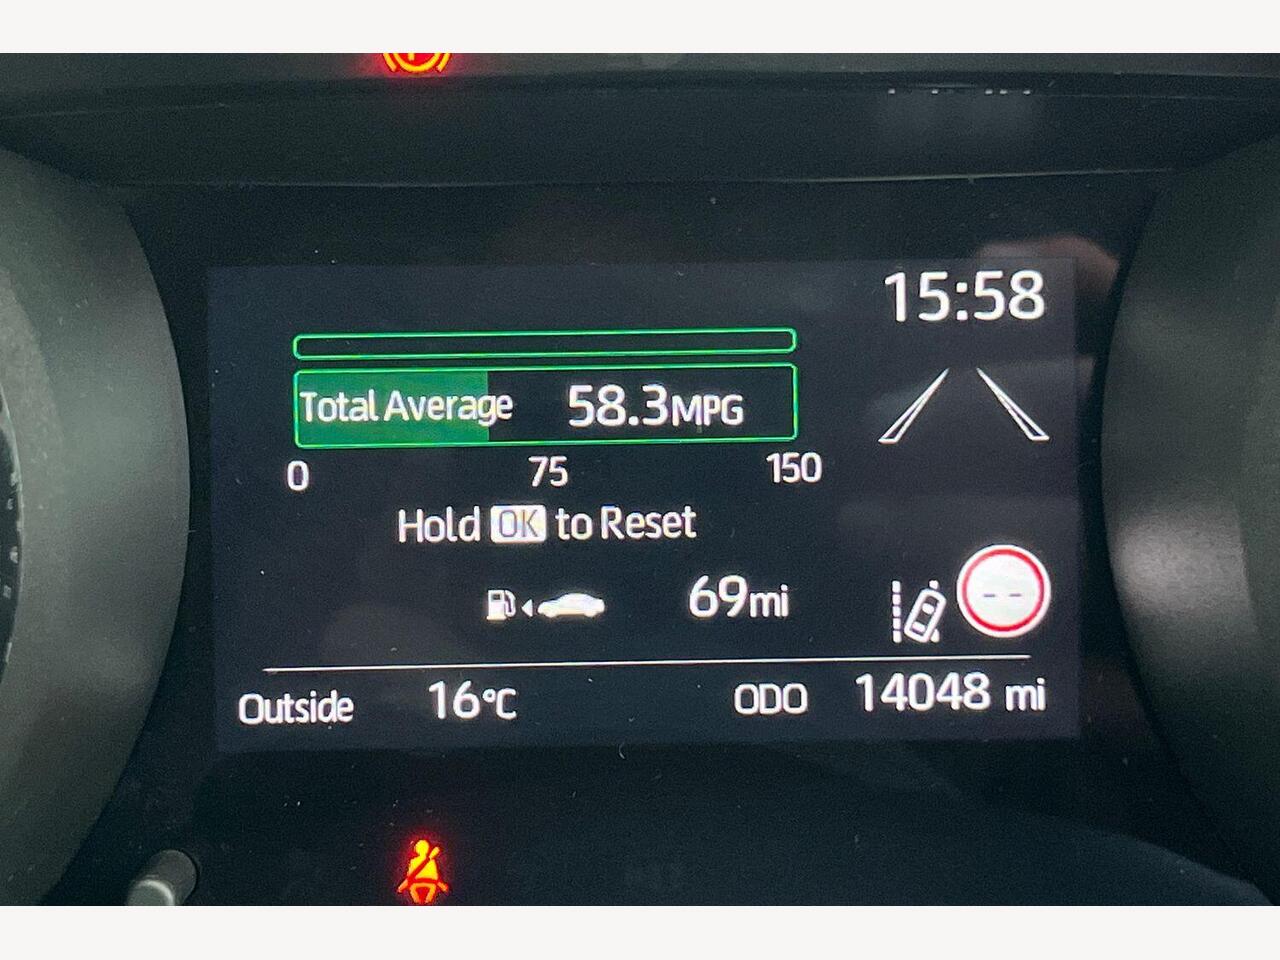 15:58
Total Average 58.3MPG
0 75 150
Hold OK to Reset
69mi
--
Outside 16°C ODO 14048 mi